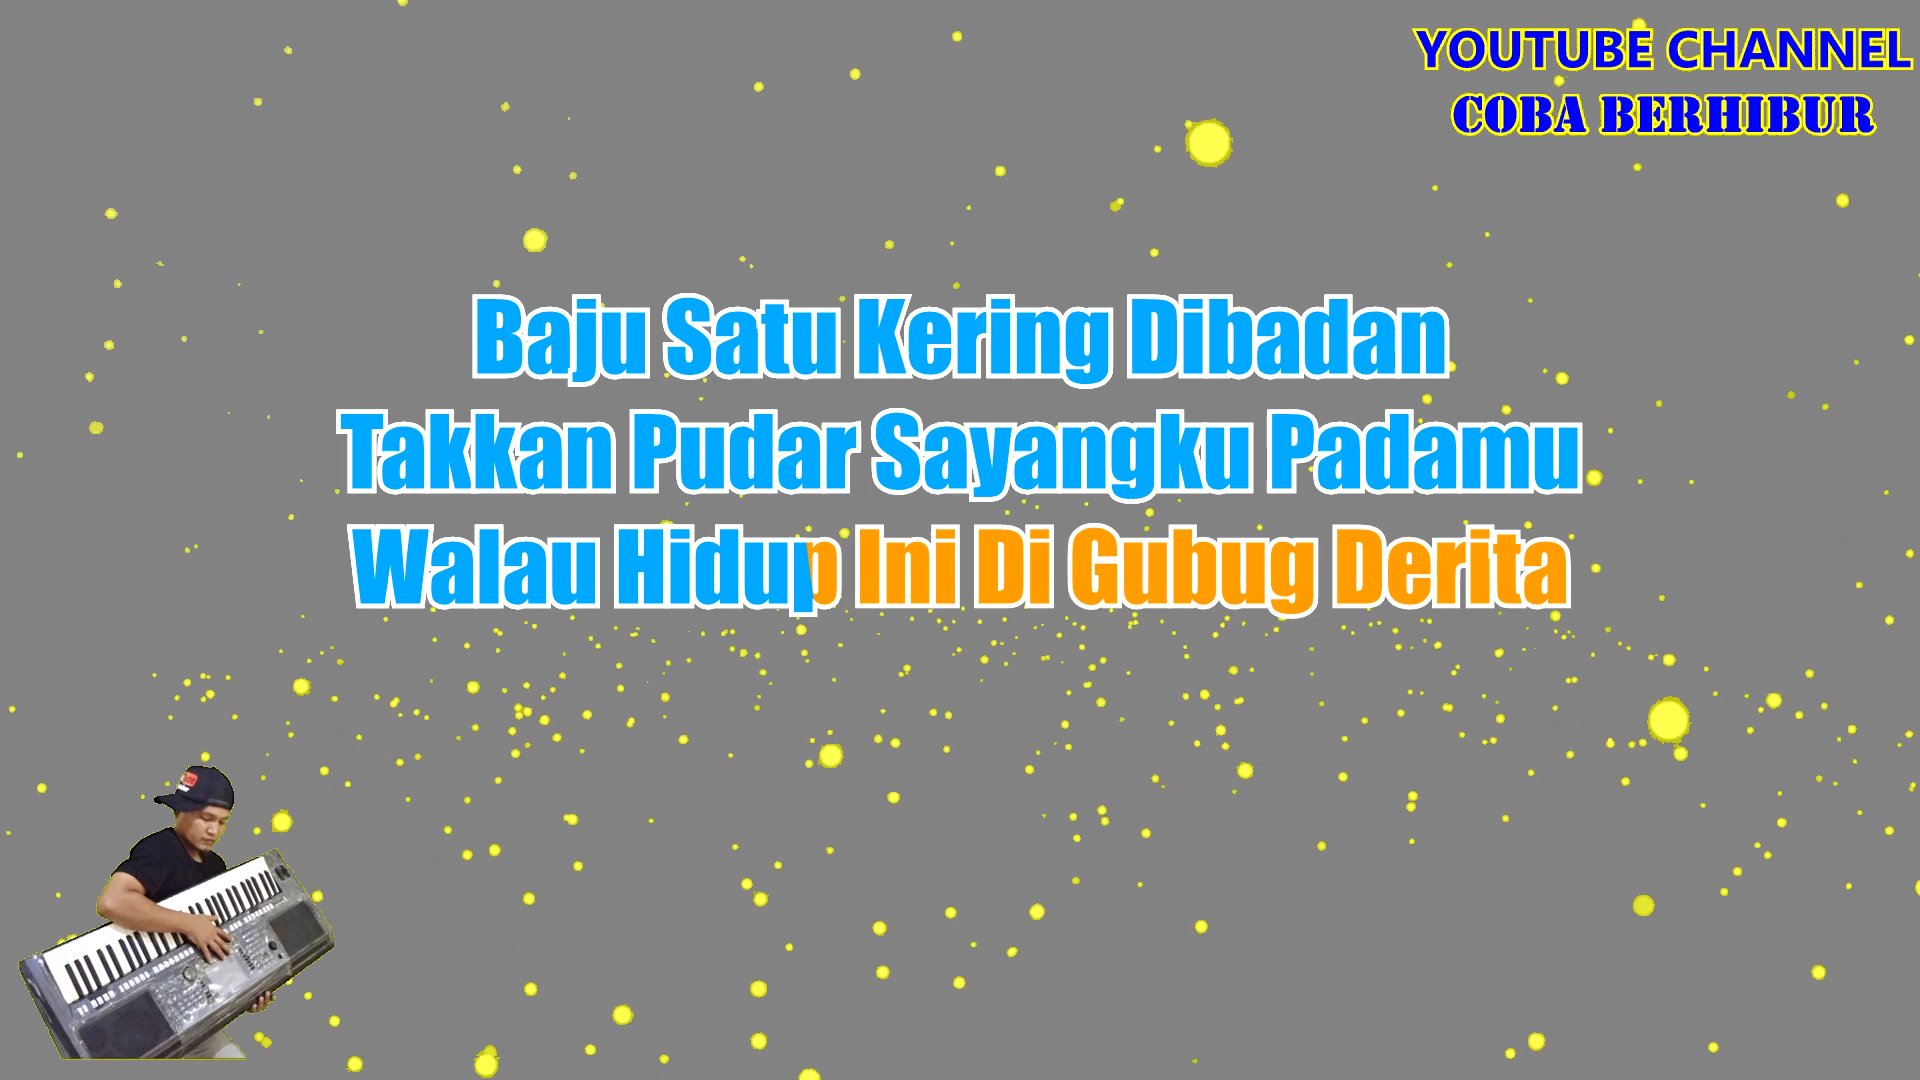 YOUTUBE CHANNEL
COBA BERHIBUR
Baju Satu Kering Dibadan
Takkan Pudar Sayangku Padamu
Walau Hidup Ini Di Gubug Derita